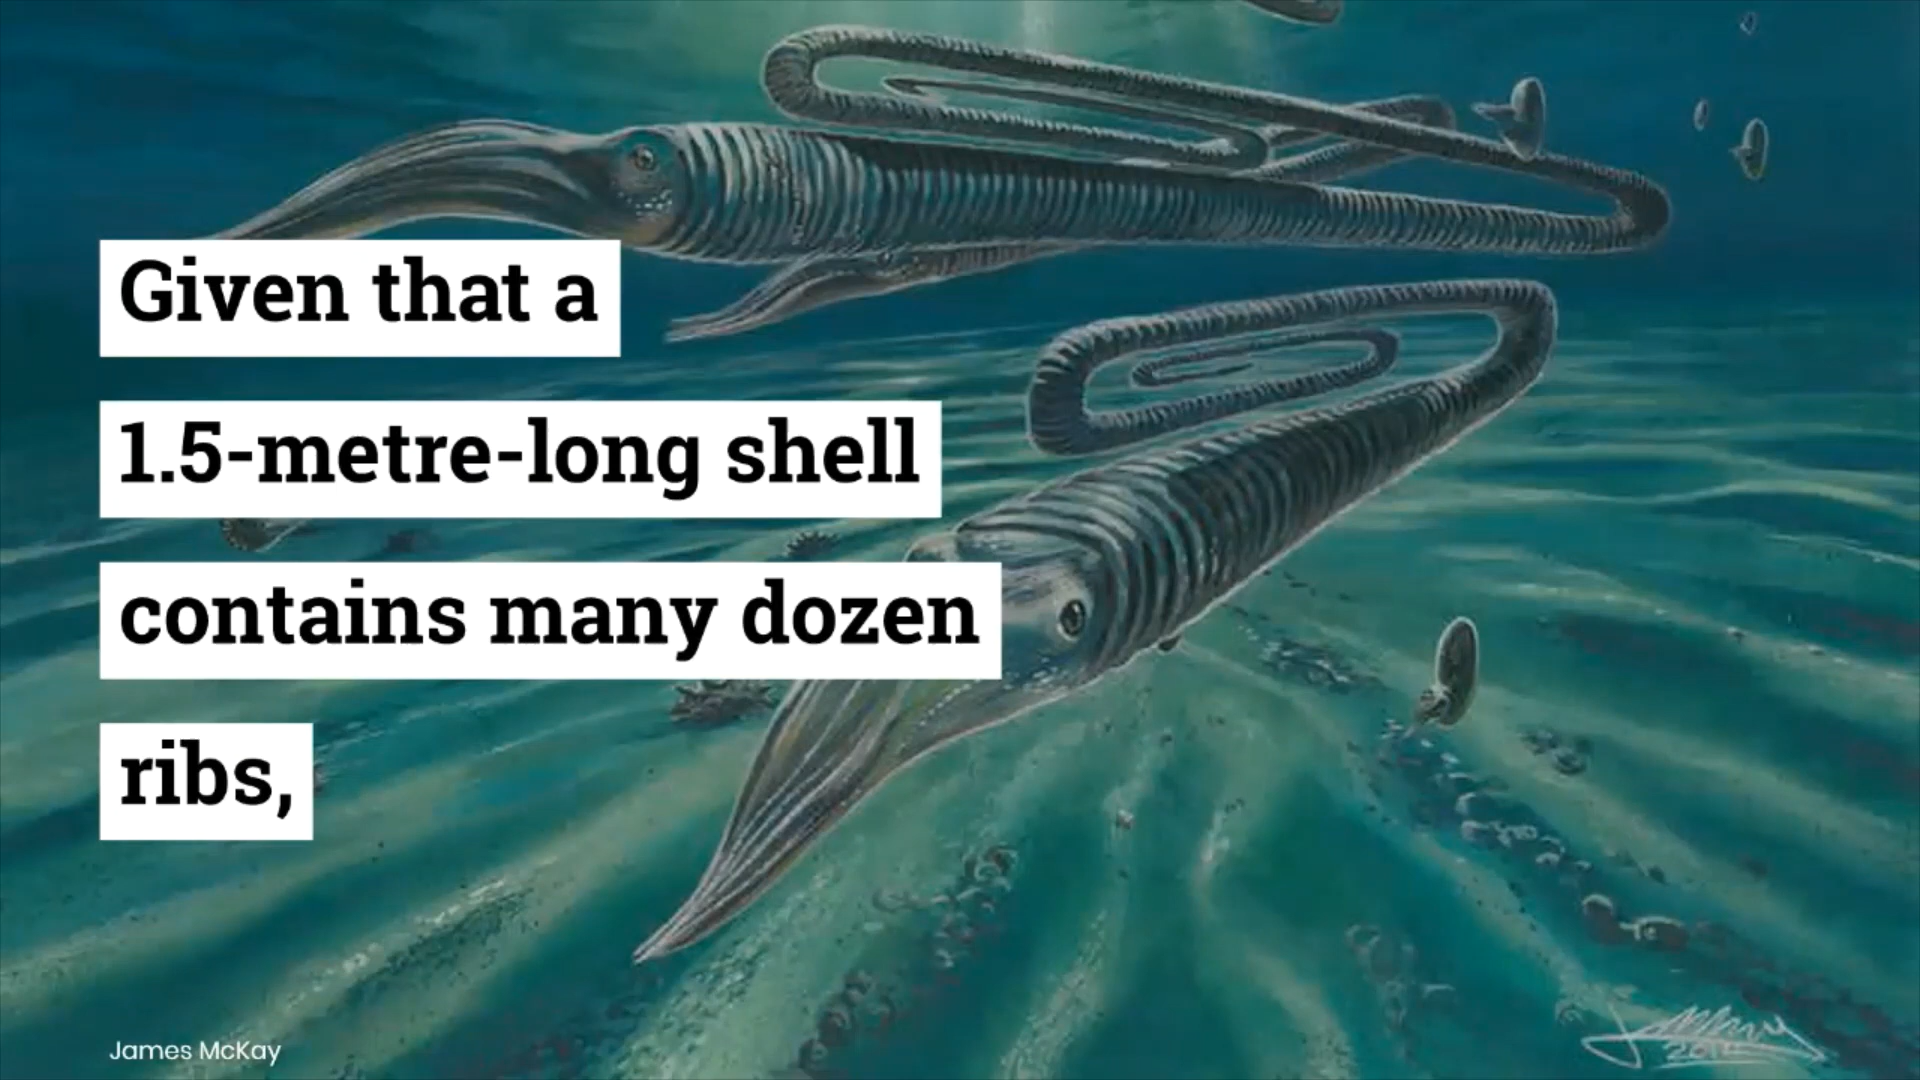 Given that a
1.5-metre-long shell
contains many dozen
ribs,
James McKay